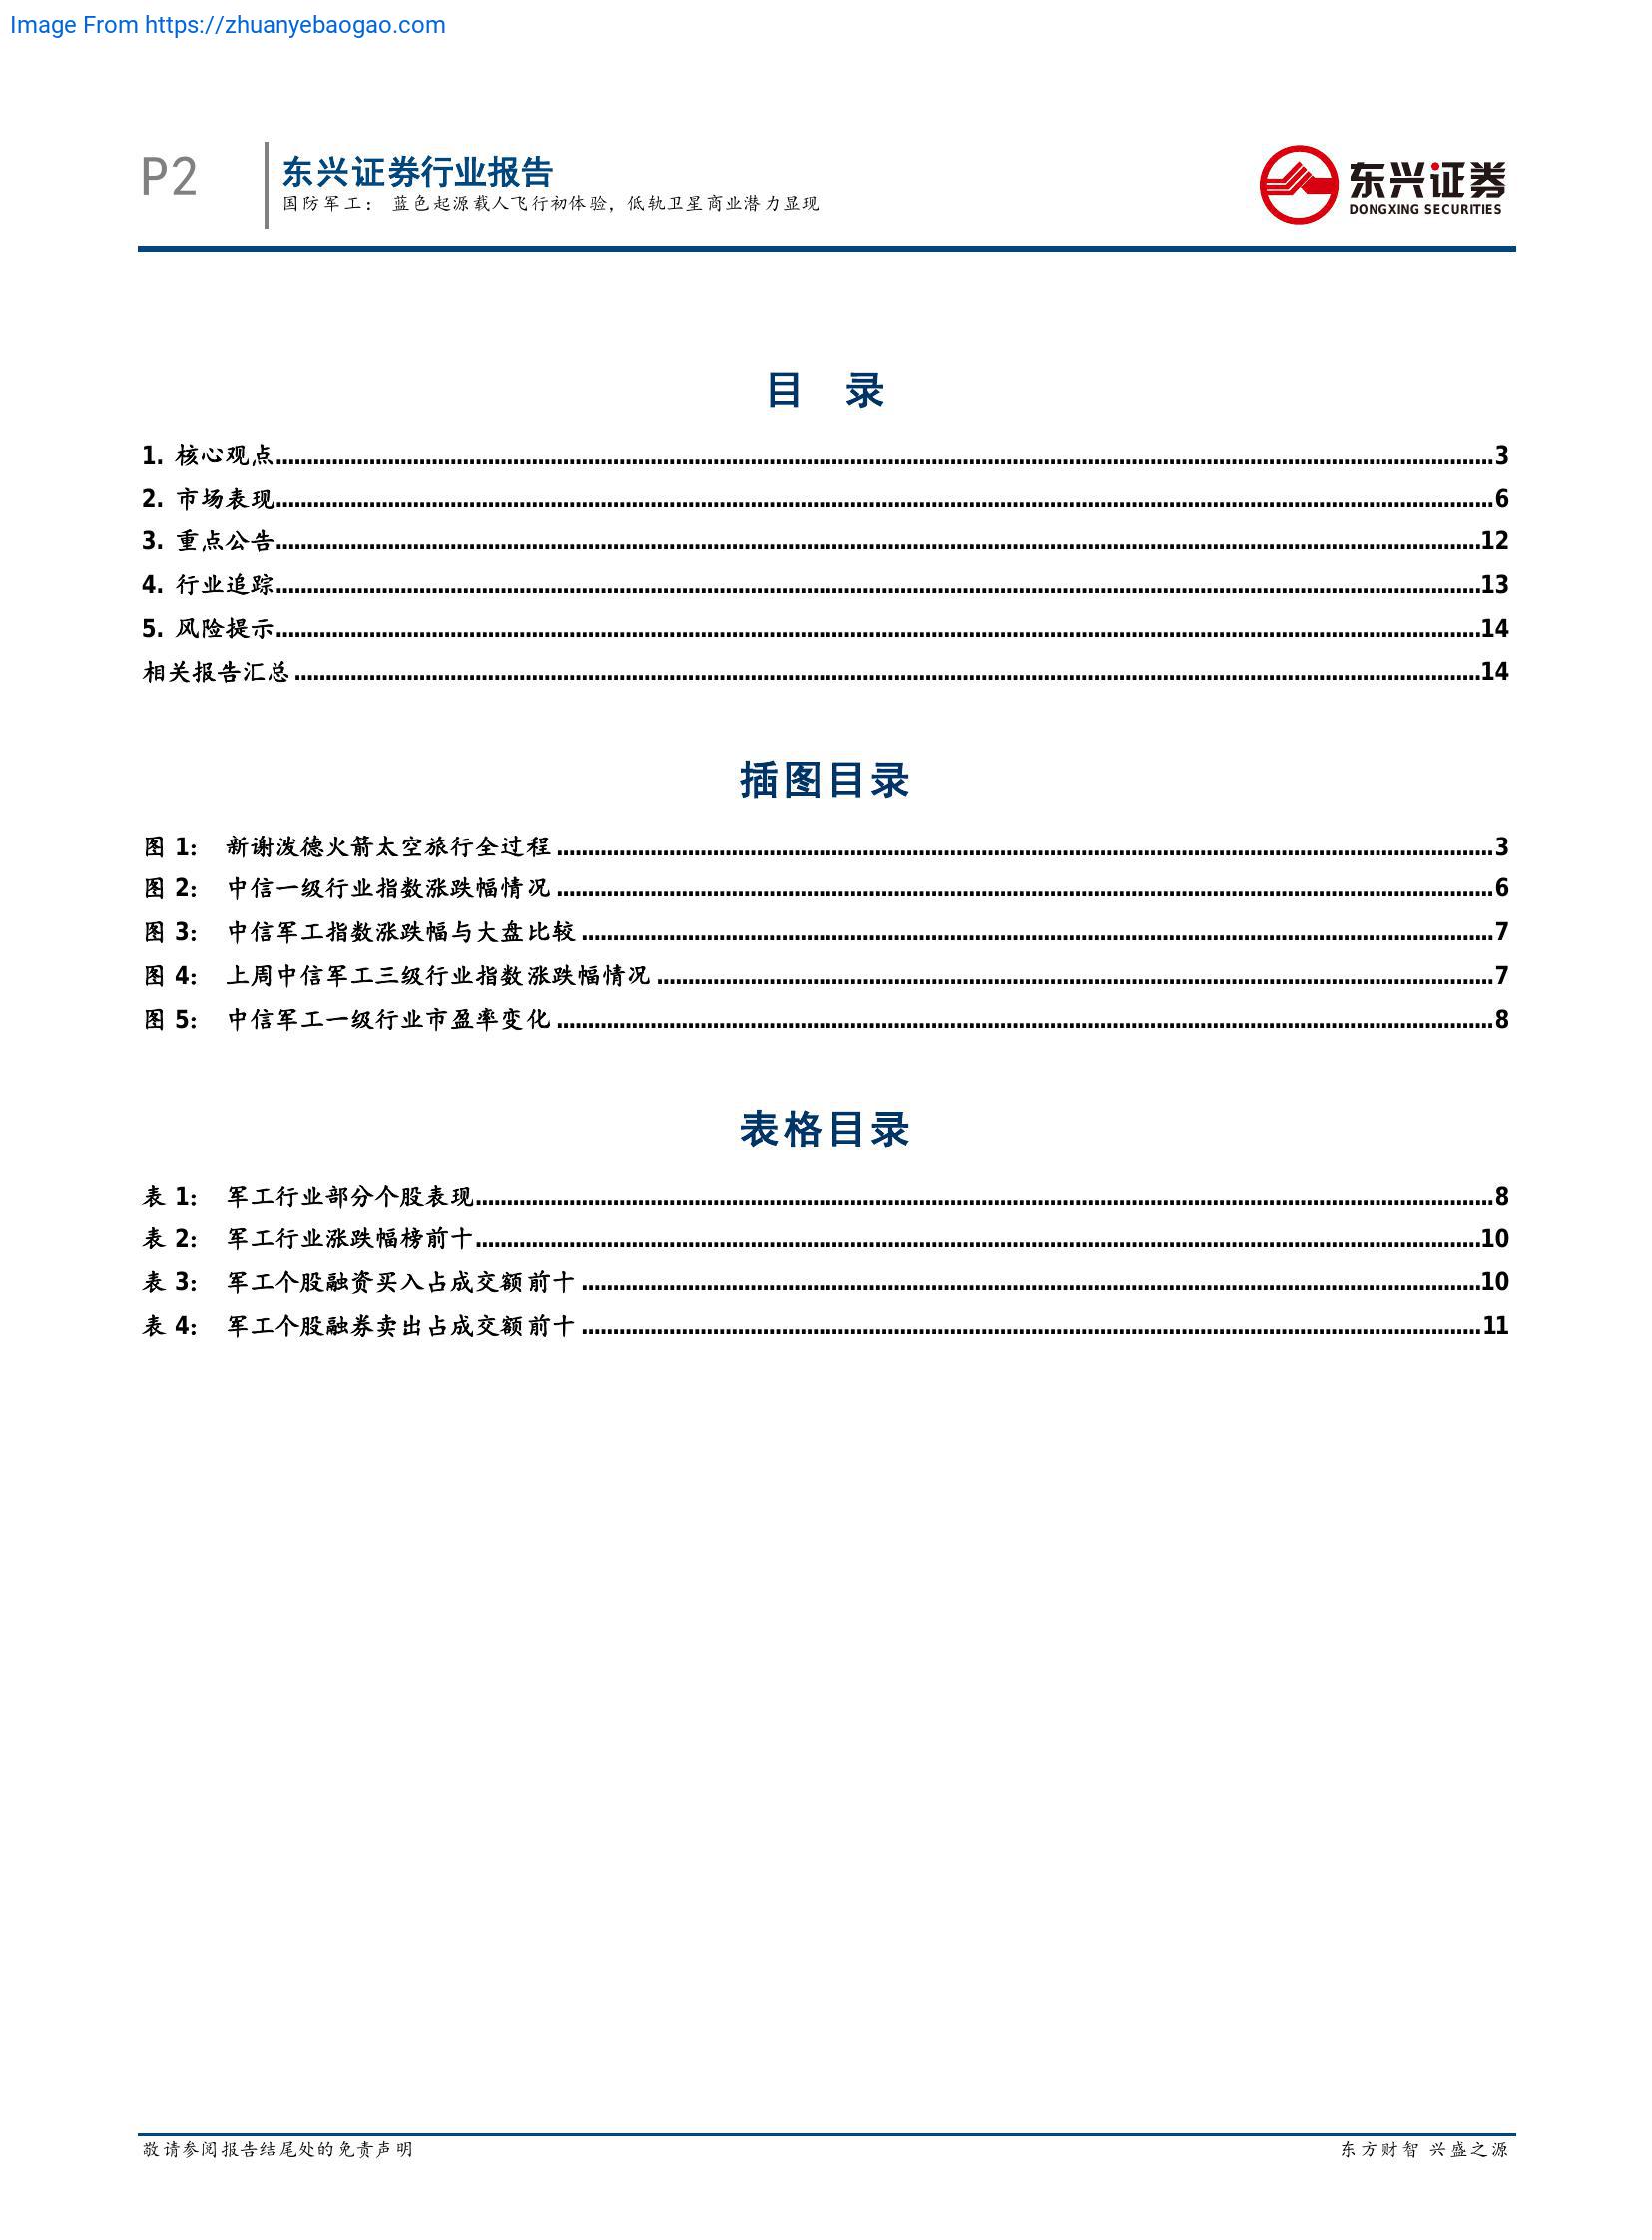 Image From https://zhuanyebaogao.com
P2
东兴证券行业报告
国防军工： 蓝色起源载人飞行初体验，低轨卫星商业潜力显现
东兴证券
DONGXING SECURITIES
目 录
1. 核心观点 3
2. 市场表现 6
3. 重点公告 12
4. 行业追踪 13
5. 风险提示 14
相关报告汇总 14
插图目录
图 1： 新谢泼德火箭太空旅行全过程 3
图 2： 中信一级行业指数涨跌幅情况 6
图 3： 中信军工指数涨跌幅与大盘比较 7
图 4： 上周中信军工三级行业指数涨跌幅情况 7
图 5： 中信军工一级行业市盈率变化 8
表格目录
表 1： 军工行业部分个股表现 8
表 2： 军工行业涨跌幅榜前十 10
表 3： 军工个股融资买入占成交额前十 10
表 4： 军工个股融券卖出占成交额前十 11
敬请参阅报告结尾处的免责声明 东方财智 兴盛之源